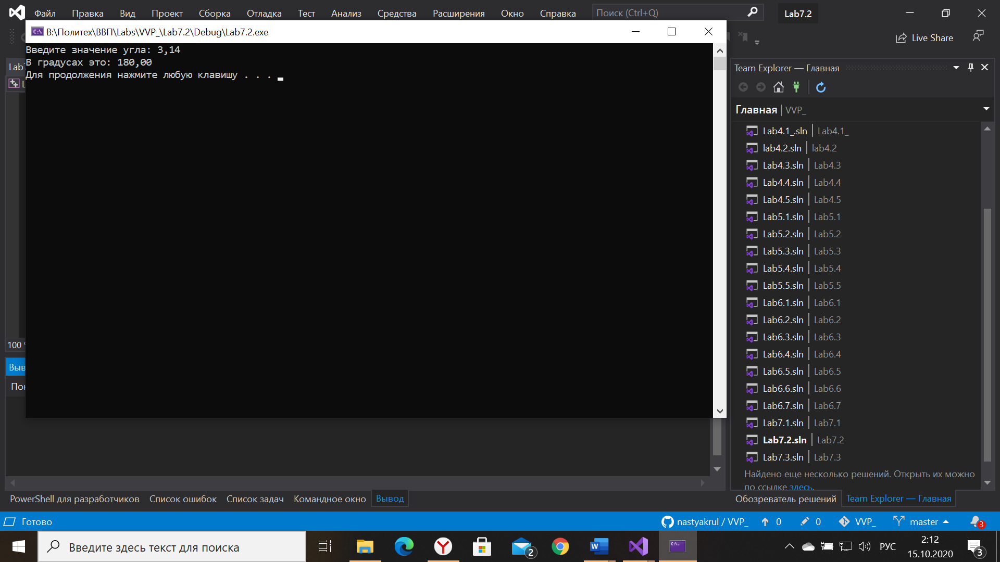 Файл Правка Вид Проект Сборка Отладка Тест Анализ Средства Расширения Окно Справка Поиск (Ctrl+Q) Lab7.2
B:\Политех\ВВП\Labs\VVP_\Lab7.2\Debug\Lab7.2.exe
Live Share
Введите значение угла: 3,14
В градусах это: 180,00
Для продолжения нажмите любую клавишу . . .
Lab7
100 %
Team Explorer — Главная
Главная | VVP_
Lab4.1_.sln | Lab4.1_
lab4.2.sln | lab4.2
Lab4.3.sln | Lab4.3
Lab4.4.sln | Lab4.4
Lab4.5.sln | Lab4.5
Lab5.1.sln | Lab5.1
Lab5.2.sln | Lab5.2
Lab5.3.sln | Lab5.3
Lab5.4.sln | Lab5.4
Lab5.5.sln | Lab5.5
Lab6.1.sln | Lab6.1
Lab6.2.sln | Lab6.2
Lab6.3.sln | Lab6.3
Lab6.4.sln | Lab6.4
Lab6.5.sln | Lab6.5
Lab6.6.sln | Lab6.6
Lab6.7.sln | Lab6.7
Lab7.1.sln | Lab7.1
Lab7.2.sln | Lab7.2
Lab7.3.sln | Lab7.3
Найдено еще несколько решений. Открыть их можно
по ссылке здесь.
PowerShell для разработчиков Список ошибок Список задач Командное окно Вывод
Обозреватель решений Team Explorer — Главная
Готово
nastyakrul / VVP_ 0 0 VVP_ master 3
Введите здесь текст для поиска
2
РУС
2:12
15.10.2020
3